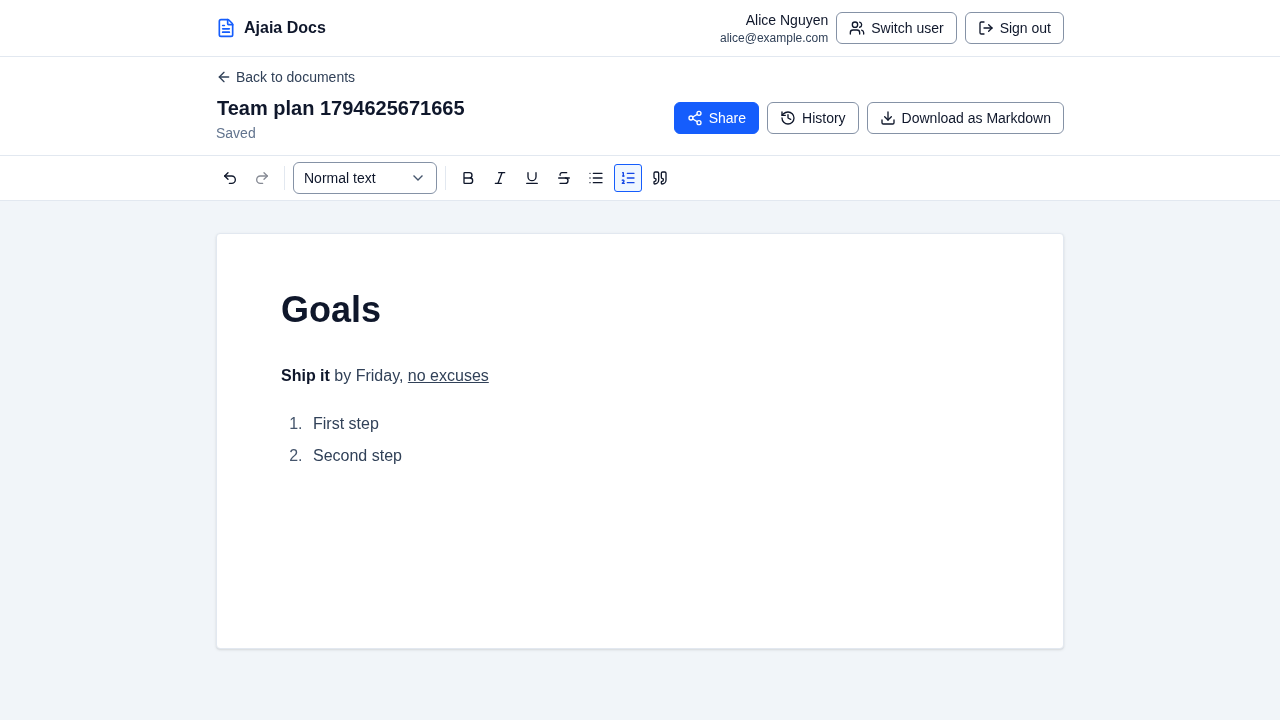 Ajaia Docs
Alice Nguyen
alice@example.com
Switch user
Sign out
Back to documents
Team plan 1794625671665
Saved
Share
History
Download as Markdown
Normal text
Goals
Ship it by Friday, no excuses
1. First step
2. Second step